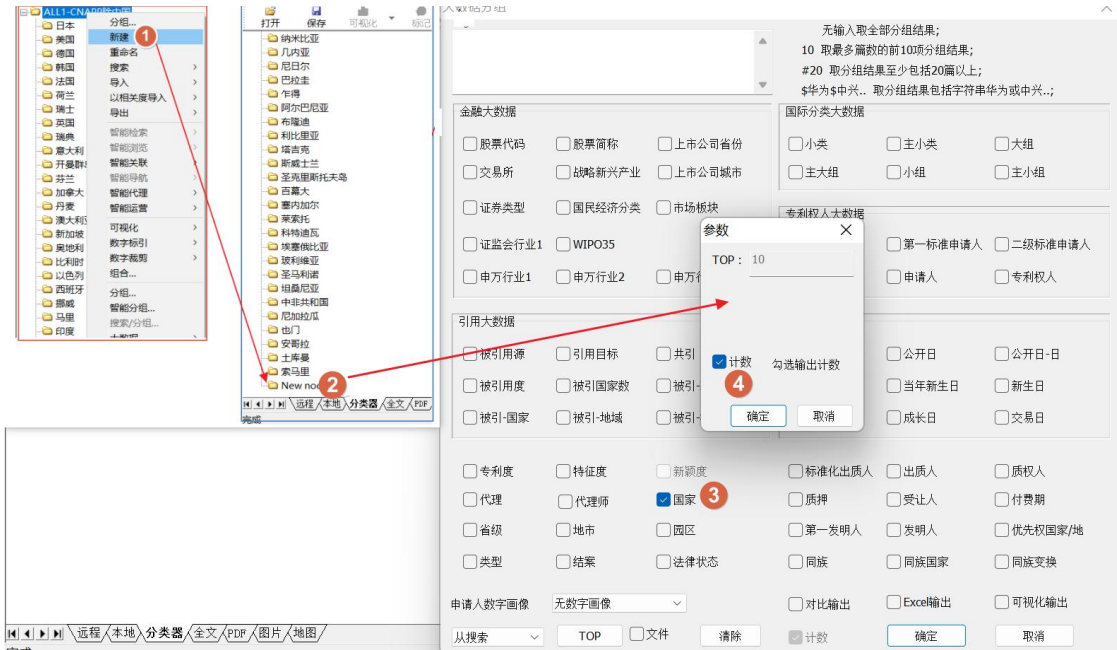 ALL1-CNAPP除中国
日本
美国
德国
韩国
法国
荷兰
瑞士
英国
瑞典
意大利
开曼群岛
芬兰
加拿大
丹麦
澳大利亚
新加坡
奥地利
比利时
以色列
西班牙
挪威
马里
印度
分组...
新建 1
重命名
搜索
导入
以相关度导入
导出
智能检索
智能浏览
智能关联
智能导航
智能代理
智能运营
可视化
数字标引
数字裁剪
组合...
分组...
智能分组...
搜索/分组...
大数据
打开 保存 可视化 标记
纳米比亚
几内亚
尼日尔
巴拉圭
乍得
阿尔巴尼亚
布隆迪
利比里亚
塔吉克
斯威士兰
圣克里斯托夫岛
百慕大
塞内加尔
莱索托
科特迪瓦
埃塞俄比亚
玻利维亚
圣马利诺
坦桑尼亚
中非共和国
尼加拉瓜
也门
安哥拉
土库曼
索马里
New no 2
远程 本地 分类器 全文 PDF
完成
大数据分组
无输入取全部分组结果;
10 取最多篇数的前10项分组结果;
#20 取分组结果至少包括20篇以上;
$华为$中兴.. 取分组结果包括字符串华为或中兴..;
金融大数据
股票代码 股票简称 上市公司省份
交易所 战略新兴产业 上市公司城市
证券类型 国民经济分类 市场板块
证监会行业1 WIPO35
申万行业1 申万行业2 申万行
国际分类大数据
小类 主小类 大组
主大组 小组 主小组
专利权人大数据
第一标准申请人 二级标准申请人
申请人 专利权人
参数
TOP： 10
计数 勾选输出计数
4
确定 取消
引用大数据
被引用源 引用目标 共引
被引用度 被引国家数 被引-
被引-国家 被引-地域 被引-
公开日 公开日-日
当年新生日 新生日
成长日 交易日
专利度 特征度 新颖度 标准化出质人 出质人 质权人
代理 代理师 国家 3 质押 受让人 付费期
省级 地市 园区 第一发明人 发明人 优先权国家/地
类型 结案 法律状态 同族 同族国家 同族变换
申请人数字画像 无数字画像 对比输出 Excel输出 可视化输出
从搜索 TOP 文件 清除 计数 确定 取消
远程 本地 分类器 全文 PDF 图片 地图